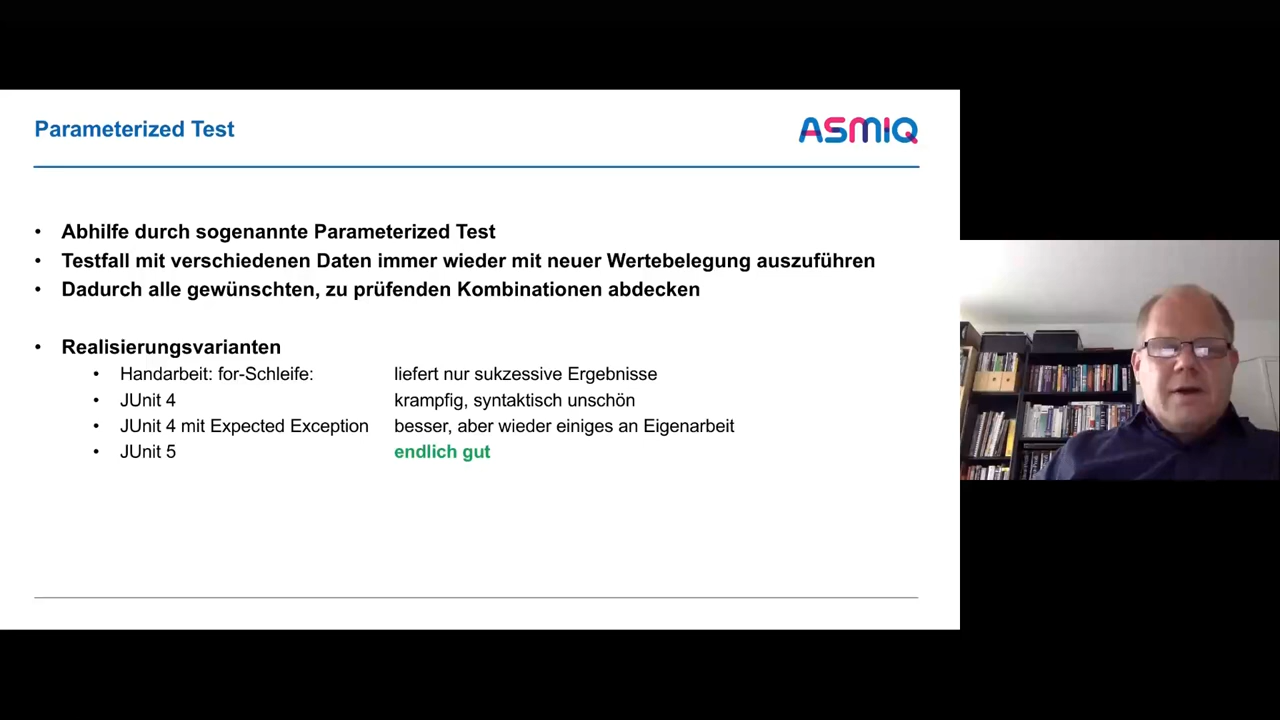 Parameterized Test
ASMIQ
• Abhilfe durch sogenannte Parameterized Test
• Testfall mit verschiedenen Daten immer wieder mit neuer Wertebelegung auszuführen
• Dadurch alle gewünschten, zu prüfenden Kombinationen abdecken
• Realisierungsvarianten
• Handarbeit: for-Schleife: liefert nur sukzessive Ergebnisse
• JUnit 4 krampfig, syntaktisch unschön
• JUnit 4 mit Expected Exception besser, aber wieder einiges an Eigenarbeit
• JUnit 5 endlich gut